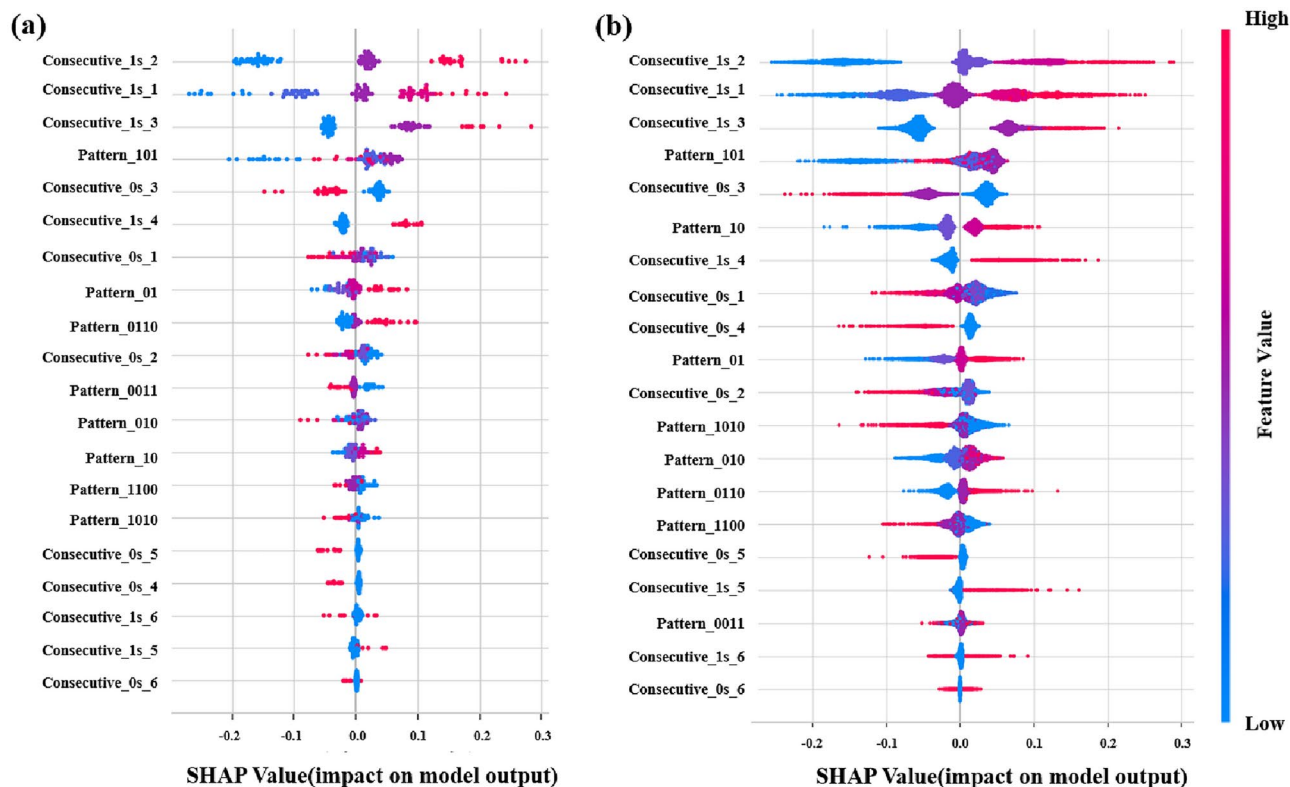 (a)
Consecutive_1s_2
Consecutive_1s_1
Consecutive_1s_3
Pattern_101
Consecutive_0s_3
Consecutive_1s_4
Consecutive_0s_1
Pattern_01
Pattern_0110
Consecutive_0s_2
Pattern_0011
Pattern_010
Pattern_10
Pattern_1100
Pattern_1010
Consecutive_0s_5
Consecutive_0s_4
Consecutive_1s_6
Consecutive_1s_5
Consecutive_0s_6
-0.2 -0.1 0.0 0.1 0.2 0.3
SHAP Value(impact on model output)
(b)
Consecutive_1s_2
Consecutive_1s_1
Consecutive_1s_3
Pattern_101
Consecutive_0s_3
Pattern_10
Consecutive_1s_4
Consecutive_0s_1
Consecutive_0s_4
Pattern_01
Consecutive_0s_2
Pattern_1010
Pattern_010
Pattern_0110
Pattern_1100
Consecutive_0s_5
Consecutive_1s_5
Pattern_0011
Consecutive_1s_6
Consecutive_0s_6
-0.2 -0.1 0.0 0.1 0.2 0.3
SHAP Value(impact on model output)
High
Feature Value
Low